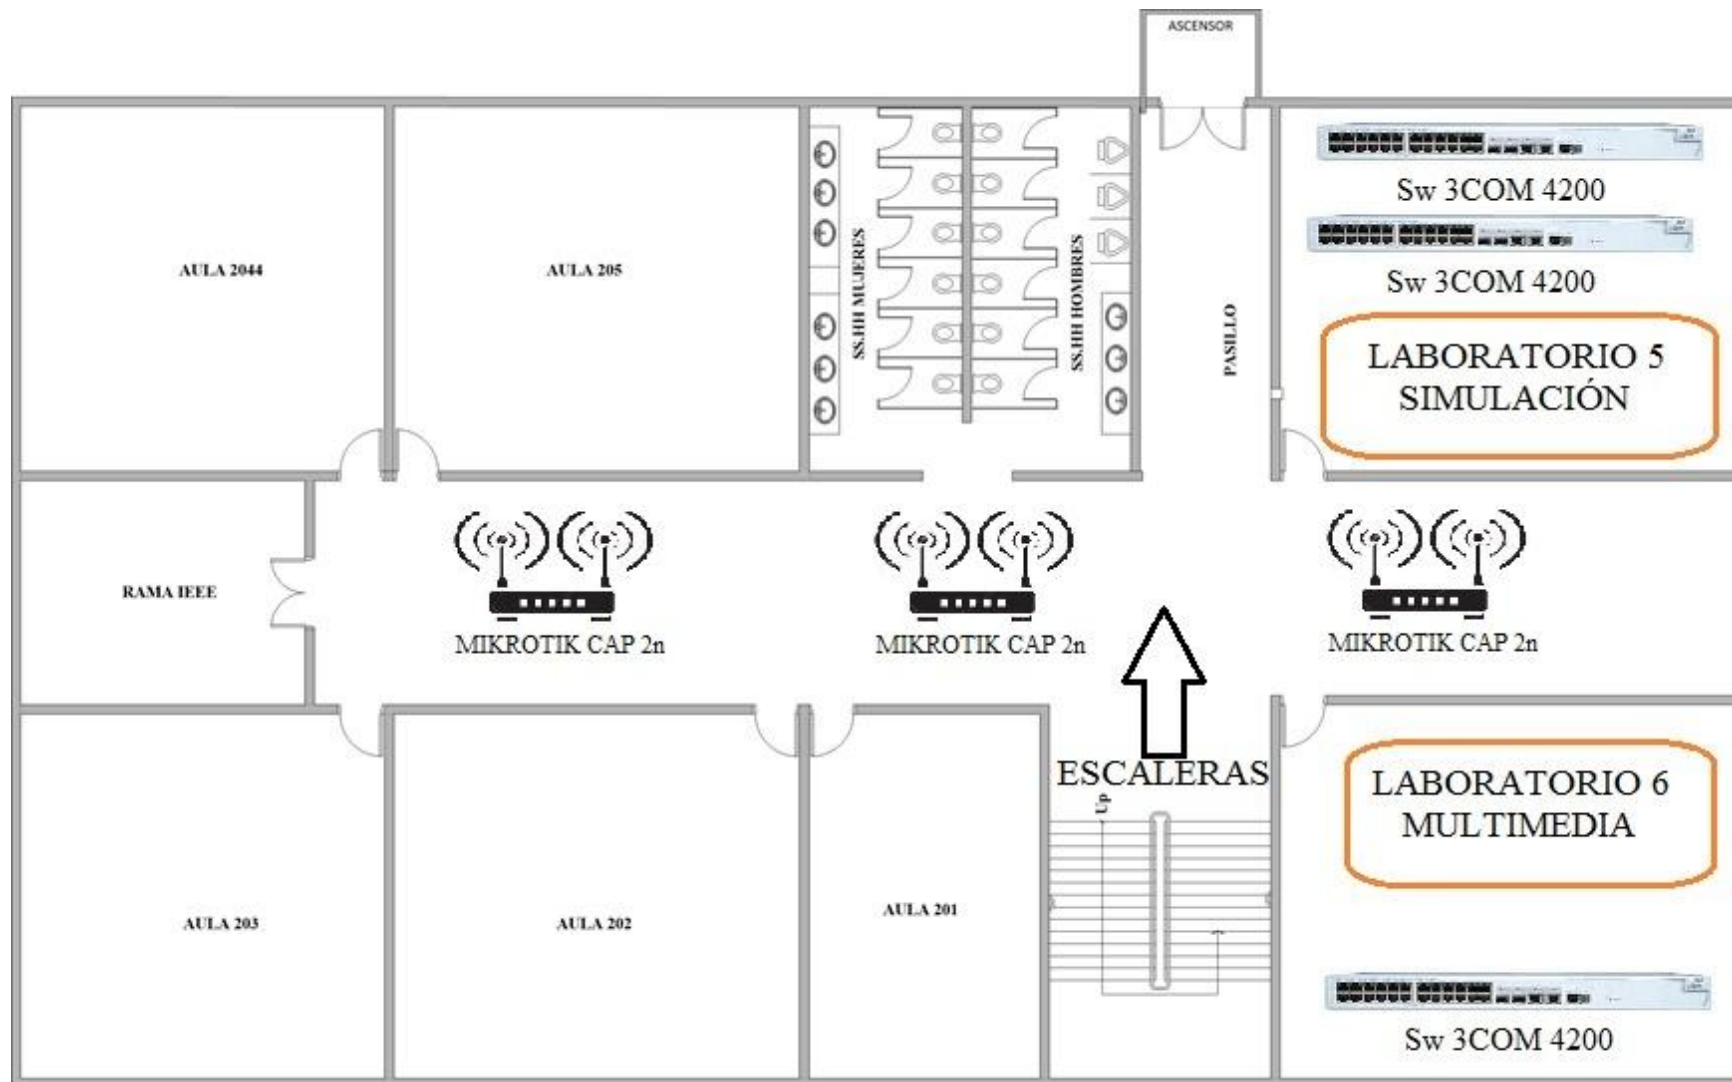 ASCENSOR
Sw 3COM 4200
Sw 3COM 4200
AULA 2044
AULA 205
SS.HH MUJERES
SS.HH HOMBRES
PASILLO
LABORATORIO 5
SIMULACIÓN
RAMA IEEE
MIKROTIK CAP 2n
MIKROTIK CAP 2n
MIKROTIK CAP 2n
ESCALERAS
Up
LABORATORIO 6
MULTIMEDIA
AULA 203
AULA 202
AULA 201
Sw 3COM 4200